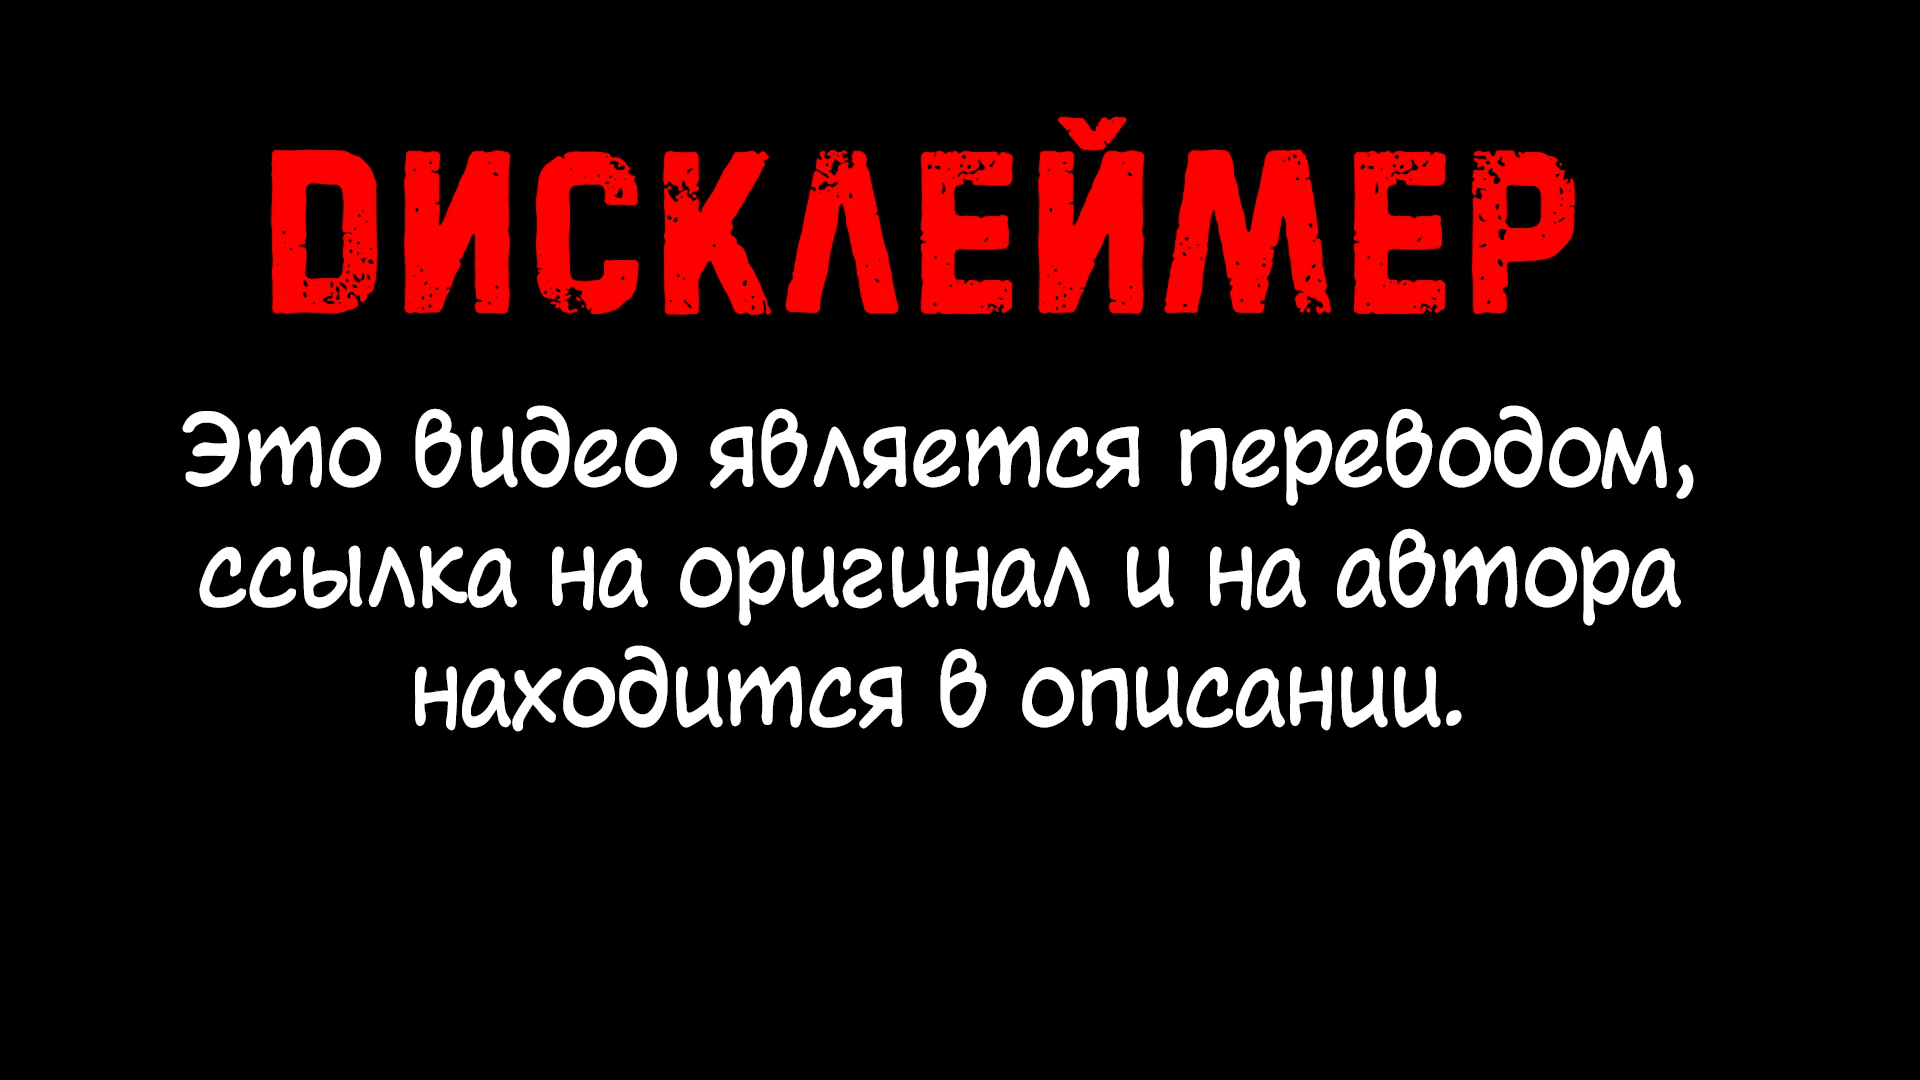 ДИСКЛЕЙМЕР
Это видео является переводом,
ссылка на оригинал и на автора
находится в описании.